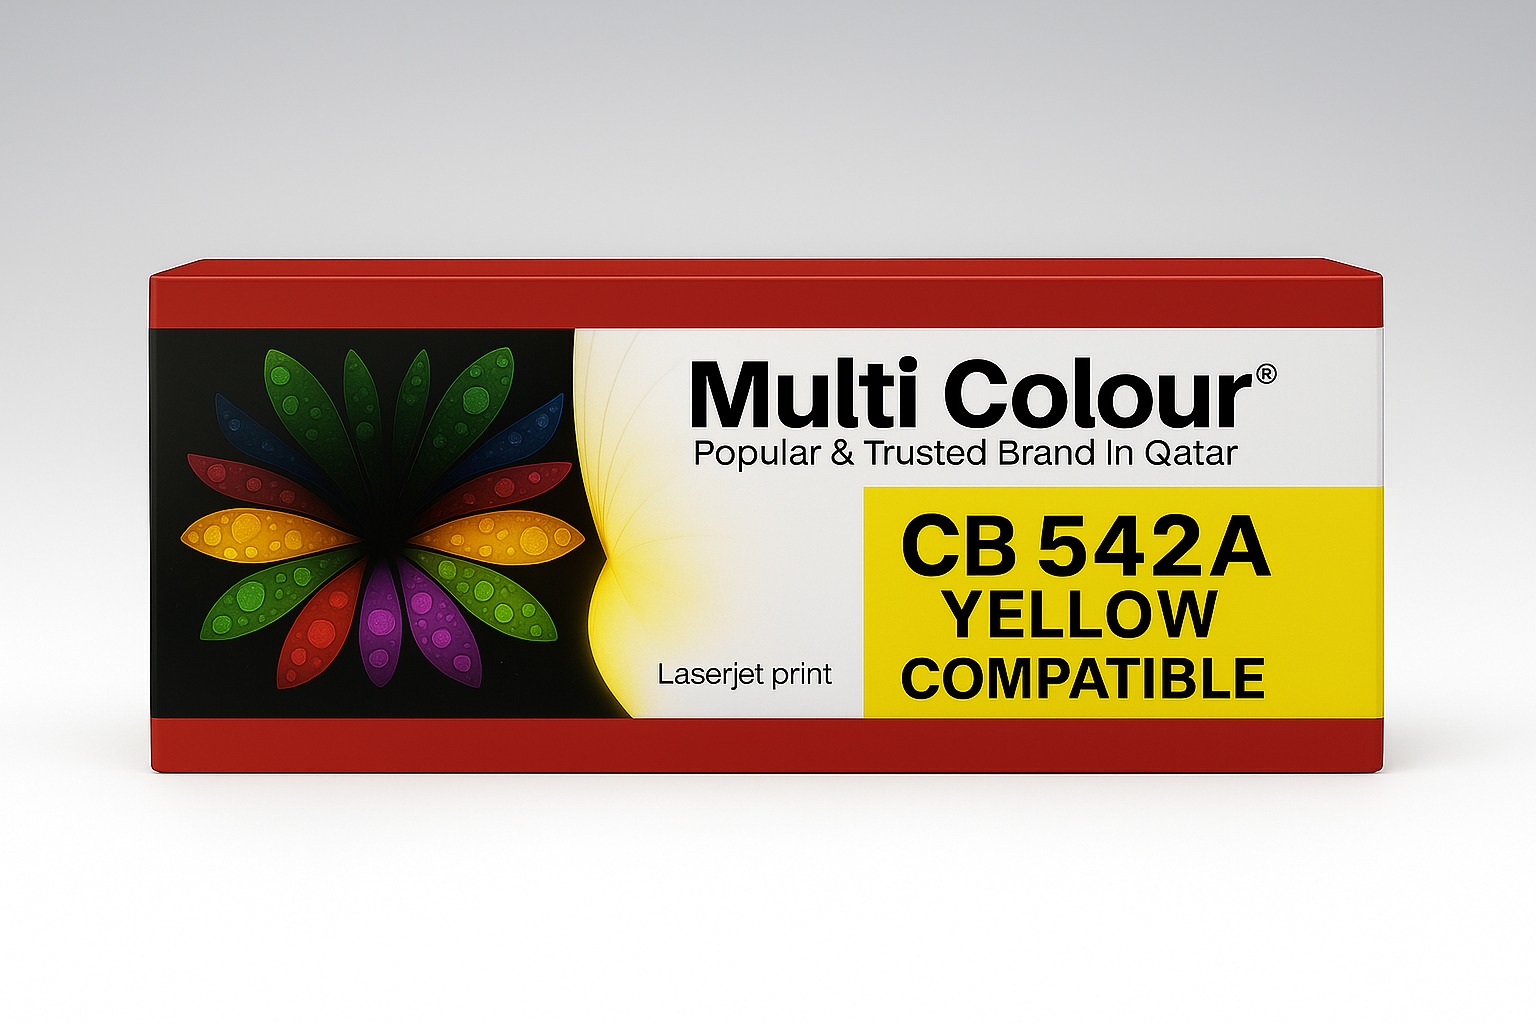 Multi Colour®
Popular & Trusted Brand In Qatar
CB 542A
YELLOW
COMPATIBLE
Laserjet print